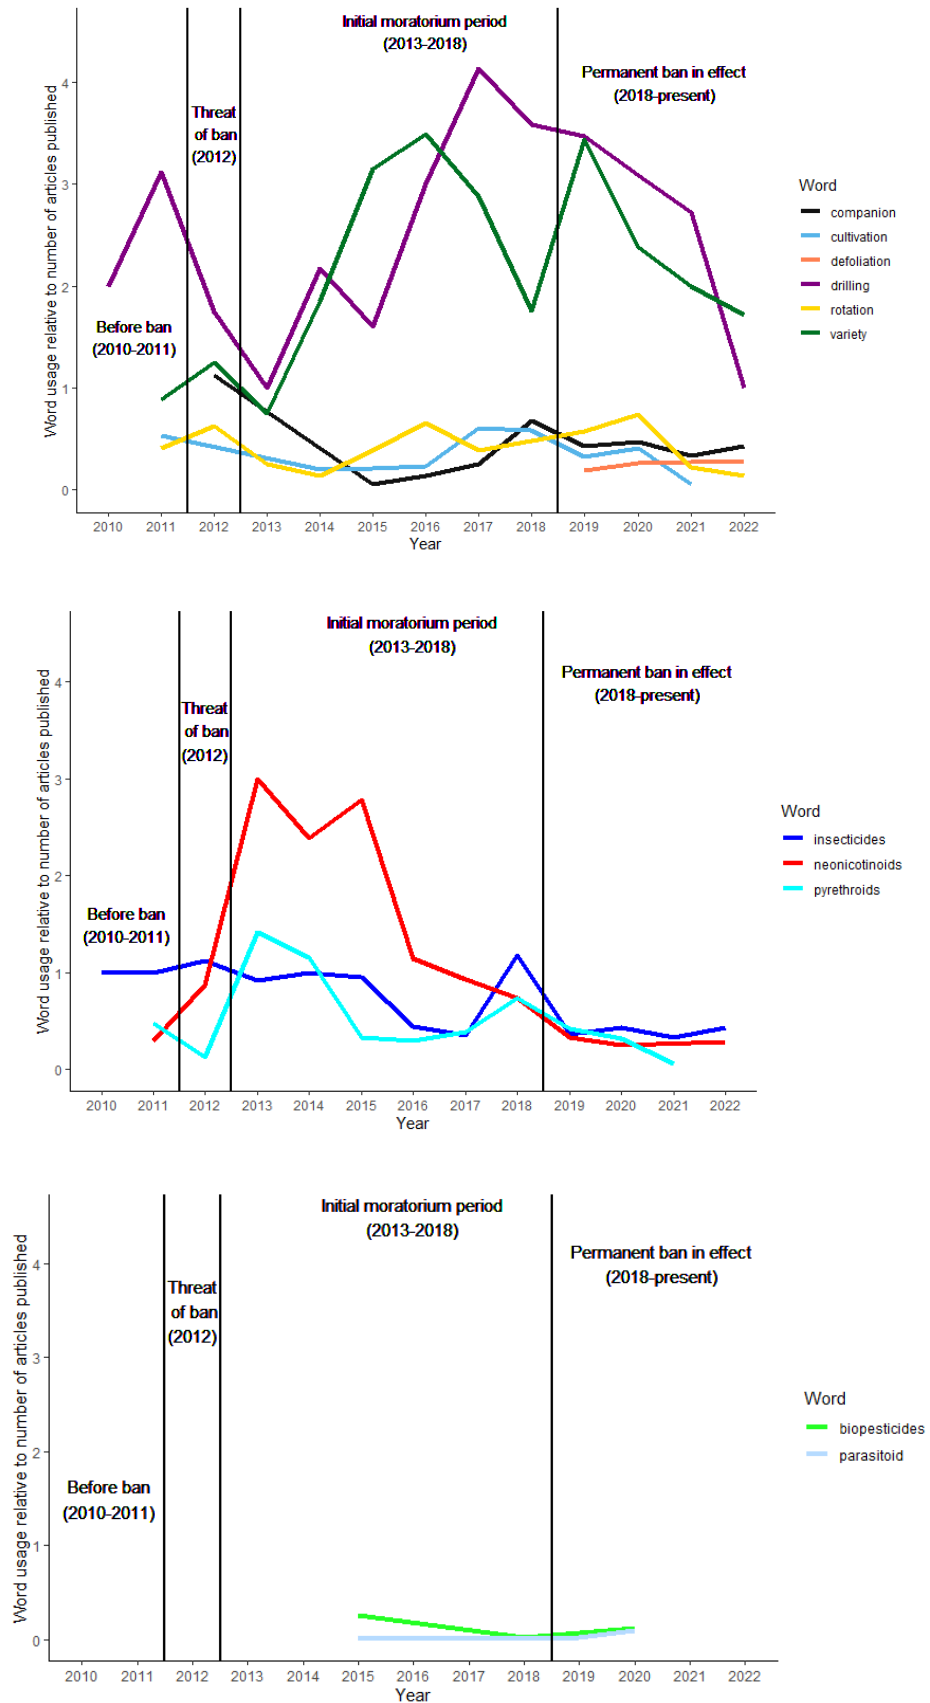 Initial moratorium period
(2013-2018)
Permanent ban in effect
(2018-present)
Threat
of ban
(2012)
Before ban
(2010-2011)
Word usage relative to number of articles published
4
3
2
1
0
2010 2011 2012 2013 2014 2015 2016 2017 2018 2019 2020 2021 2022
Year
Word
companion
cultivation
defoliation
drilling
rotation
variety
Initial moratorium period
(2013-2018)
Permanent ban in effect
(2018-present)
Threat
of ban
(2012)
Before ban
(2010-2011)
Word usage relative to number of articles published
4
3
2
1
0
2010 2011 2012 2013 2014 2015 2016 2017 2018 2019 2020 2021 2022
Year
Word
insecticides
neonicotinoids
pyrethroids
Initial moratorium period
(2013-2018)
Permanent ban in effect
(2018-present)
Threat
of ban
(2012)
Before ban
(2010-2011)
Word usage relative to number of articles published
4
3
2
1
0
2010 2011 2012 2013 2014 2015 2016 2017 2018 2019 2020 2021 2022
Year
Word
biopesticides
parasitoid